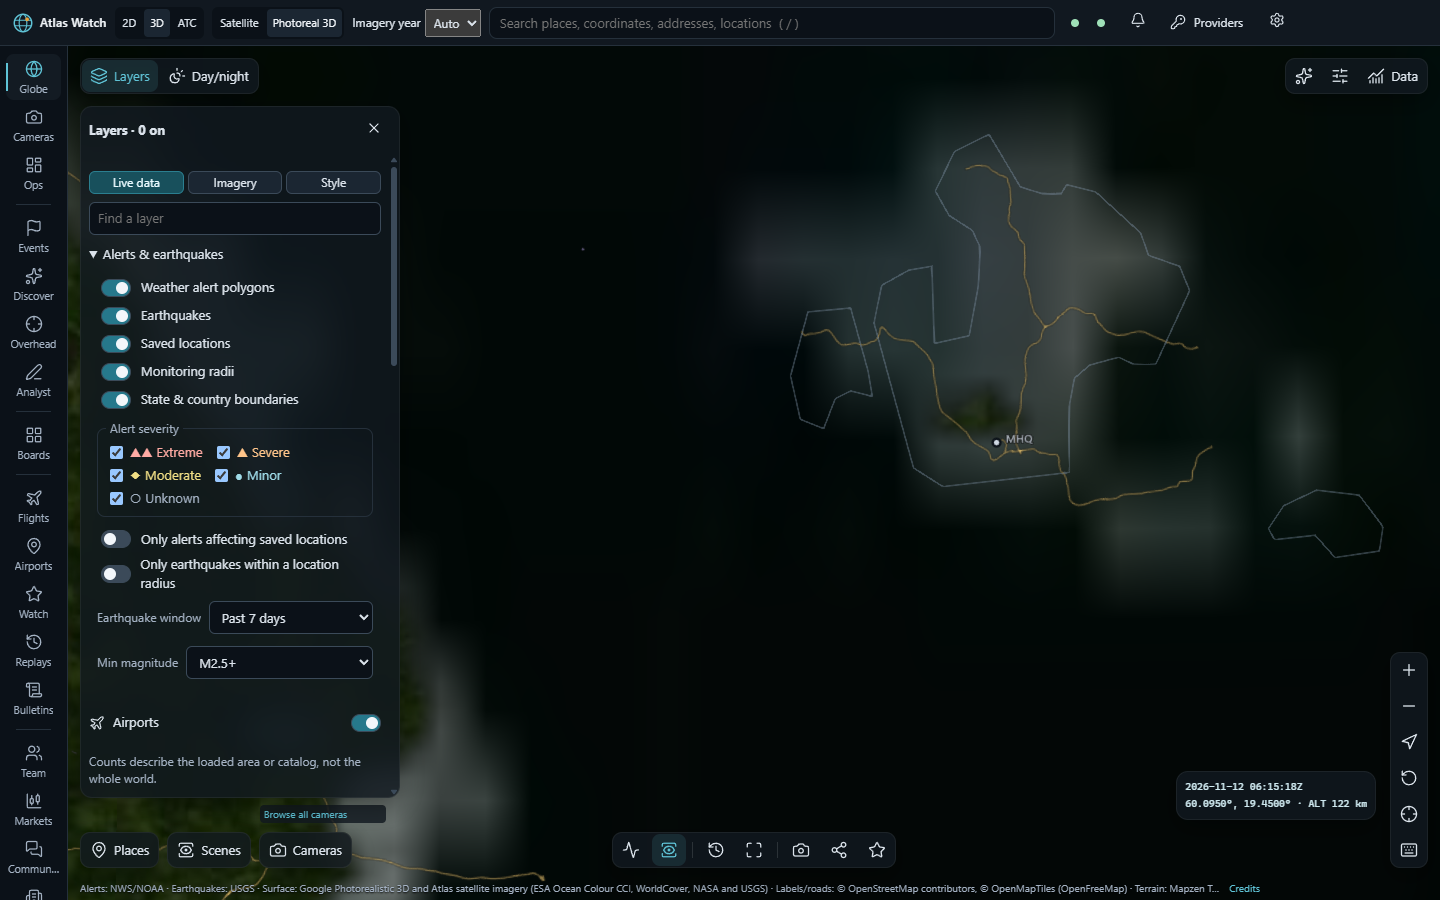 Atlas Watch
2D 3D ATC
Satellite Photoreal 3D
Imagery year Auto
Search places, coordinates, addresses, locations ( / )
Providers
Globe
Cameras
Ops
Events
Discover
Overhead
Analyst
Boards
Flights
Airports
Watch
Replays
Bulletins
Team
Markets
Commun...
Layers Day/night
Data
Layers · 0 on
Live data Imagery Style
Find a layer
▼ Alerts & earthquakes
Weather alert polygons
Earthquakes
Saved locations
Monitoring radii
State & country boundaries
Alert severity
Extreme Severe
Moderate Minor
Unknown
Only alerts affecting saved locations
Only earthquakes within a location
radius
Earthquake window Past 7 days
Min magnitude M2.5+
Airports
Counts describe the loaded area or catalog, not the
whole world.
Browse all cameras
Places Scenes Cameras
MHQ
2026-11-12 06:15:18Z
60.0950°, 19.4500° · ALT 122 km
Alerts: NWS/NOAA · Earthquakes: USGS · Surface: Google Photorealistic 3D and Atlas satellite imagery (ESA Ocean Colour CCI, WorldCover, NASA and USGS) · Labels/roads: © OpenStreetMap contributors, © OpenMapTiles (OpenFreeMap) · Terrain: Mapzen T... Credits